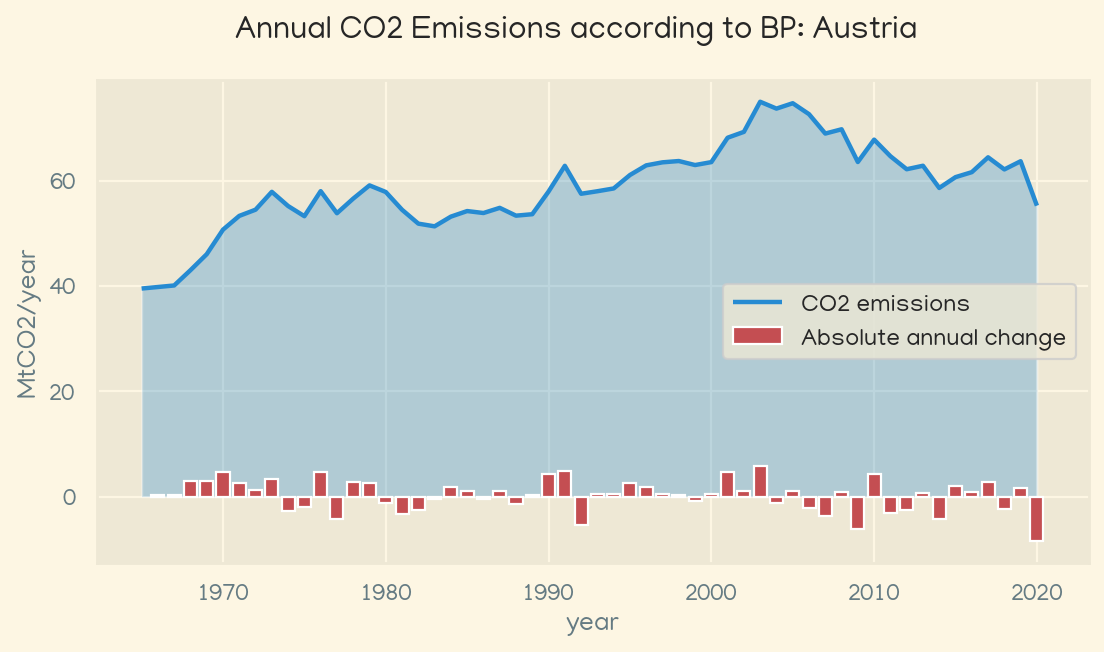 Annual CO2 Emissions according to BP: Austria
MtCO2/year
60
40
20
0
CO2 emissions
Absolute annual change
1970 1980 1990 2000 2010 2020
year